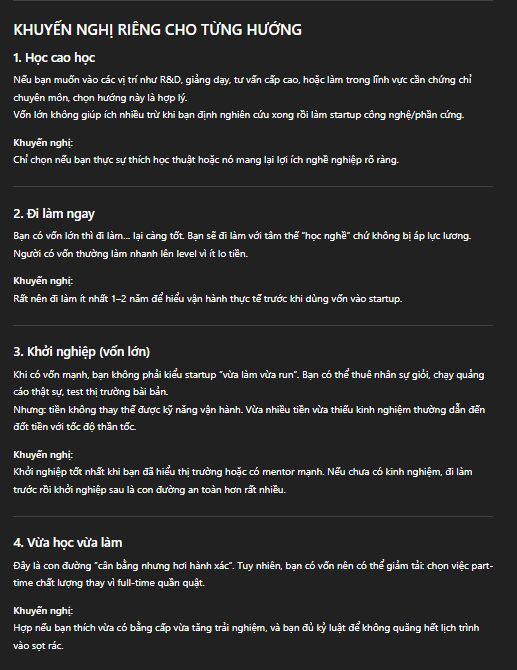 KHUYẾN NGHỊ RIÊNG CHO TỪNG HƯỚNG
1. Học cao học
Nếu bạn muốn vào các vị trí như R&D, giảng dạy, tư vấn cấp cao, hoặc làm trong lĩnh vực cần chứng chỉ
chuyên môn, chọn hướng này là hợp lý.
Vốn lớn không giúp ích nhiều trừ khi bạn định nghiên cứu xong rồi làm startup công nghệ/phần cứng.
Khuyến nghị:
Chỉ chọn nếu bạn thực sự thích học thuật hoặc nó mang lại lợi ích nghề nghiệp rõ ràng.
2. Đi làm ngay
Bạn có vốn lớn thì đi làm… lại càng tốt. Bạn sẽ đi làm với tâm thế “học nghề” chứ không bị áp lực lương.
Người có vốn thường làm nhanh lên level vì ít lo tiền.
Khuyến nghị:
Rất nên đi làm ít nhất 1–2 năm để hiểu vận hành thực tế trước khi dùng vốn vào startup.
3. Khởi nghiệp (vốn lớn)
Khi có vốn mạnh, bạn không phải kiểu startup “vừa làm vừa run”. Bạn có thể thuê nhân sự giỏi, chạy quảng
cáo thật sự, test thị trường bài bản.
Nhưng: tiền không thay thế được kỹ năng vận hành. Vừa nhiều tiền vừa thiếu kinh nghiệm thường dẫn đến
đốt tiền với tốc độ thần tốc.
Khuyến nghị:
Khởi nghiệp tốt nhất khi bạn đã hiểu thị trường hoặc có mentor mạnh. Nếu chưa có kinh nghiệm, đi làm
trước rồi khởi nghiệp sau là con đường an toàn hơn rất nhiều.
4. Vừa học vừa làm
Đây là con đường “cân bằng nhưng hơi hành xác”. Tuy nhiên, bạn có vốn nên có thể giảm tải: chọn việc part-
time chất lượng thay vì full-time quần quật.
Khuyến nghị:
Hợp nếu bạn thích vừa có bằng cấp vừa tăng trải nghiệm, và bạn đủ kỷ luật để không quăng hết lịch trình
vào sọt rác.